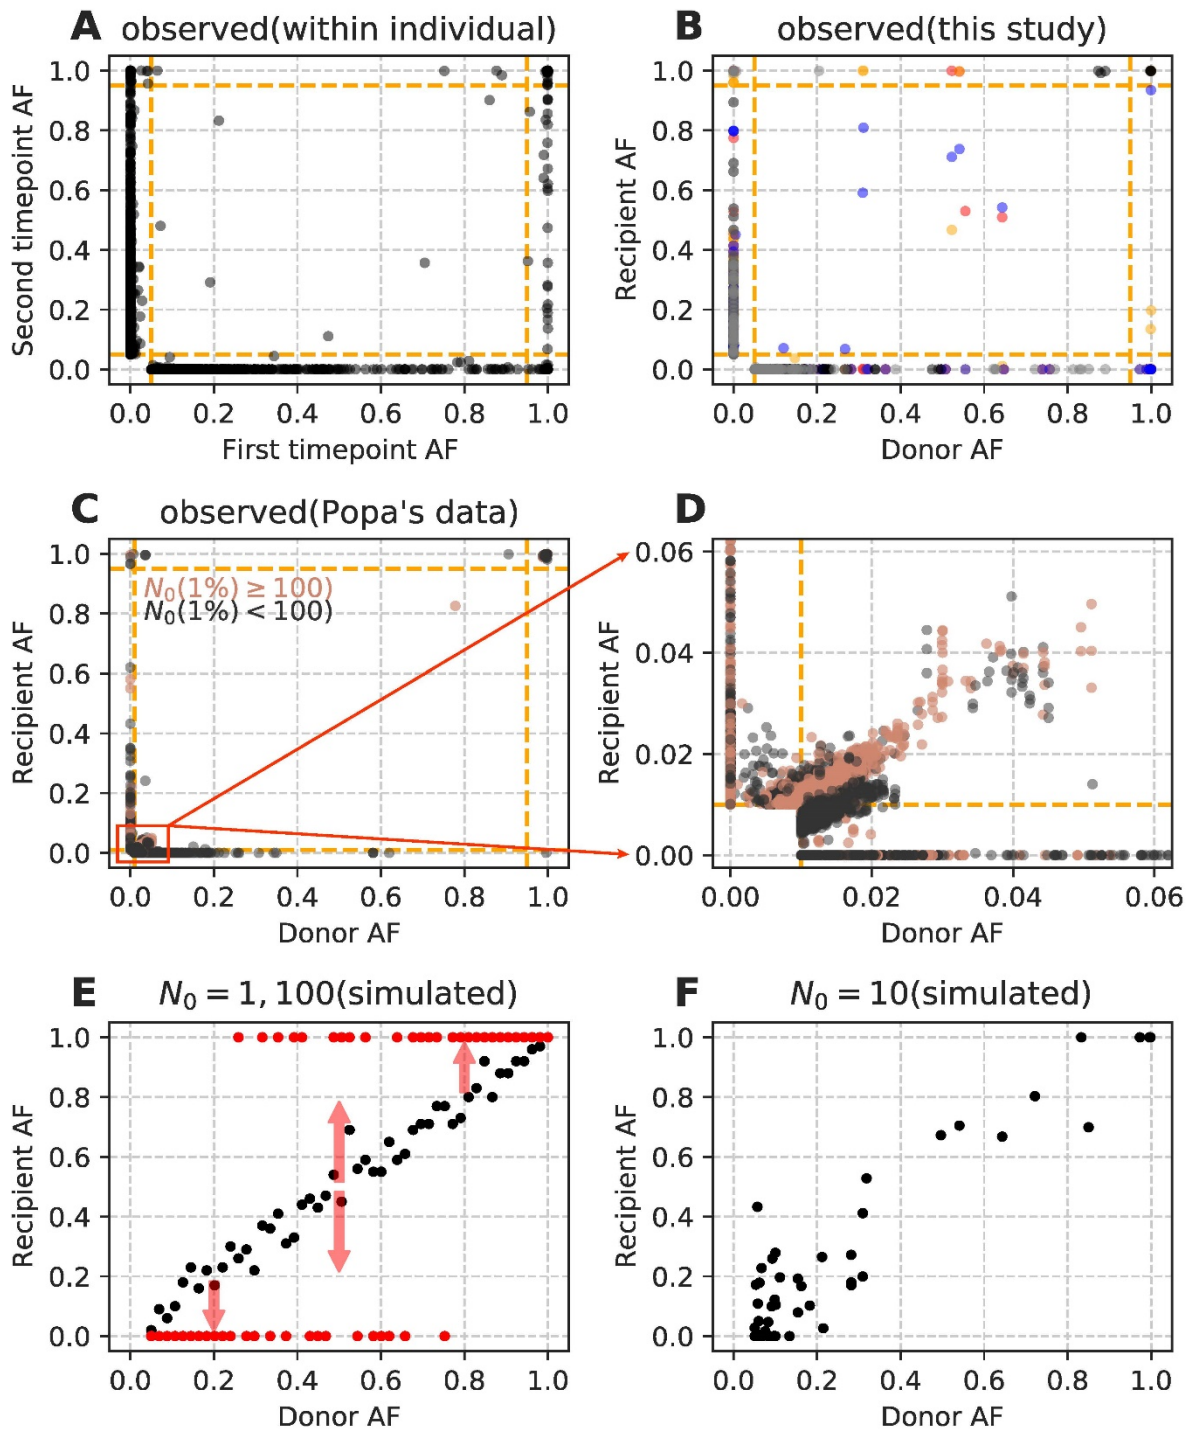 A observed(within individual)
1.0
0.8
0.6
0.4
0.2
0.0
Second timepoint AF
0.0 0.2 0.4 0.6 0.8 1.0
First timepoint AF
B observed(this study)
1.0
0.8
0.6
0.4
0.2
0.0
Recipient AF
0.0 0.2 0.4 0.6 0.8 1.0
Donor AF
C observed(Popa's data)
1.0
0.8
0.6
0.4
0.2
0.0
Recipient AF
N₀(1%) ≥ 100)
N₀(1%) < 100)
0.0 0.2 0.4 0.6 0.8 1.0
Donor AF
D
0.06
0.04
0.02
0.00
Recipient AF
0.00 0.02 0.04 0.06
Donor AF
E N₀ = 1, 100(simulated)
1.0
0.8
0.6
0.4
0.2
0.0
Recipient AF
0.0 0.2 0.4 0.6 0.8 1.0
Donor AF
F N₀ = 10(simulated)
1.0
0.8
0.6
0.4
0.2
0.0
Recipient AF
0.0 0.2 0.4 0.6 0.8 1.0
Donor AF